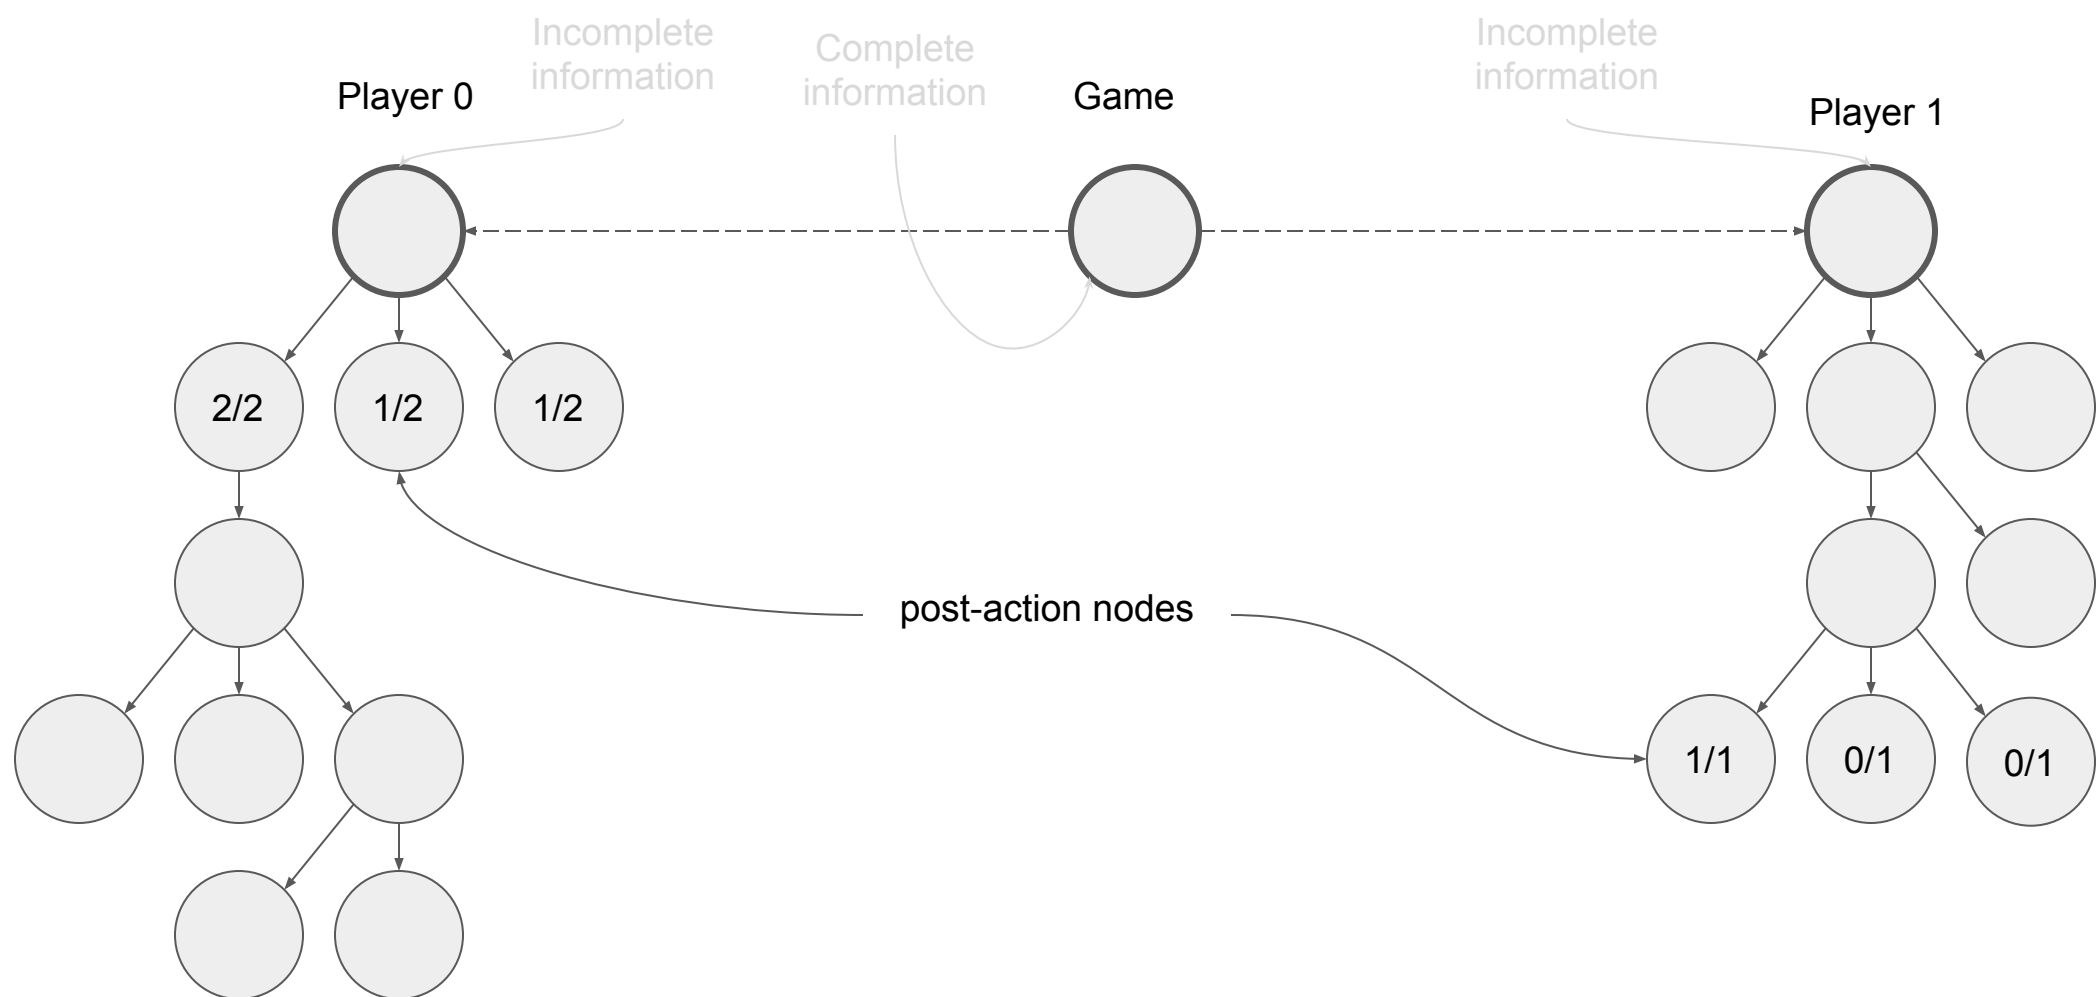 Incomplete
information
Complete
information
Incomplete
information
Player 0
Game
Player 1
2/2
1/2
1/2
post-action nodes
1/1
0/1
0/1